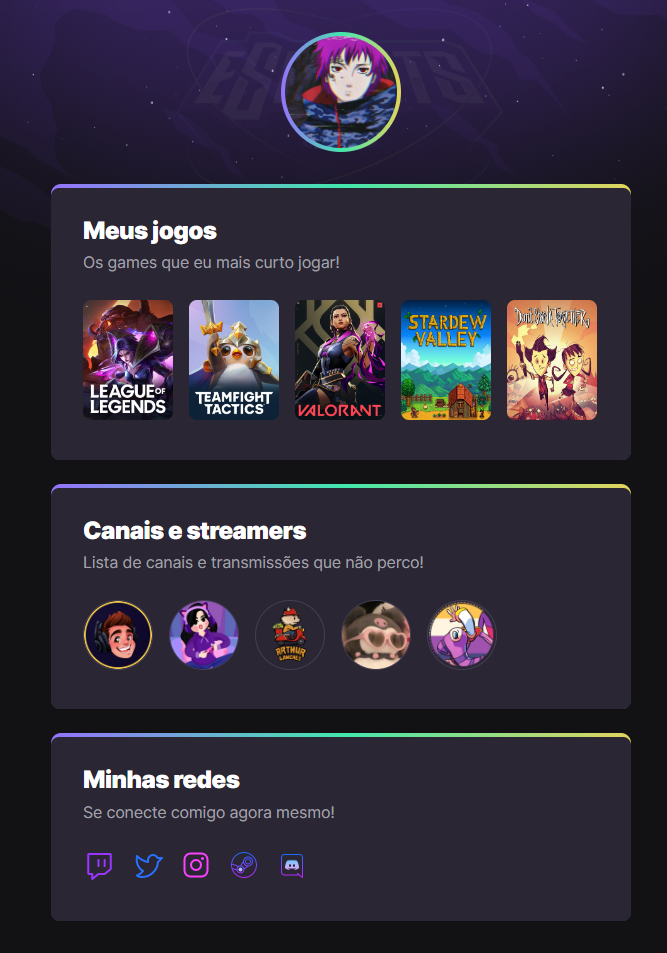 ESPORTS
Meus jogos
Os games que eu mais curto jogar!
LEAGUE OF
LEGENDS
TEAMFIGHT
TACTICS
VALORANT
STARDEW
VALLEY
Don't Starve Together
Canais e streamers
Lista de canais e transmissões que não perco!
ARTHUR
LANCHES
Minhas redes
Se conecte comigo agora mesmo!